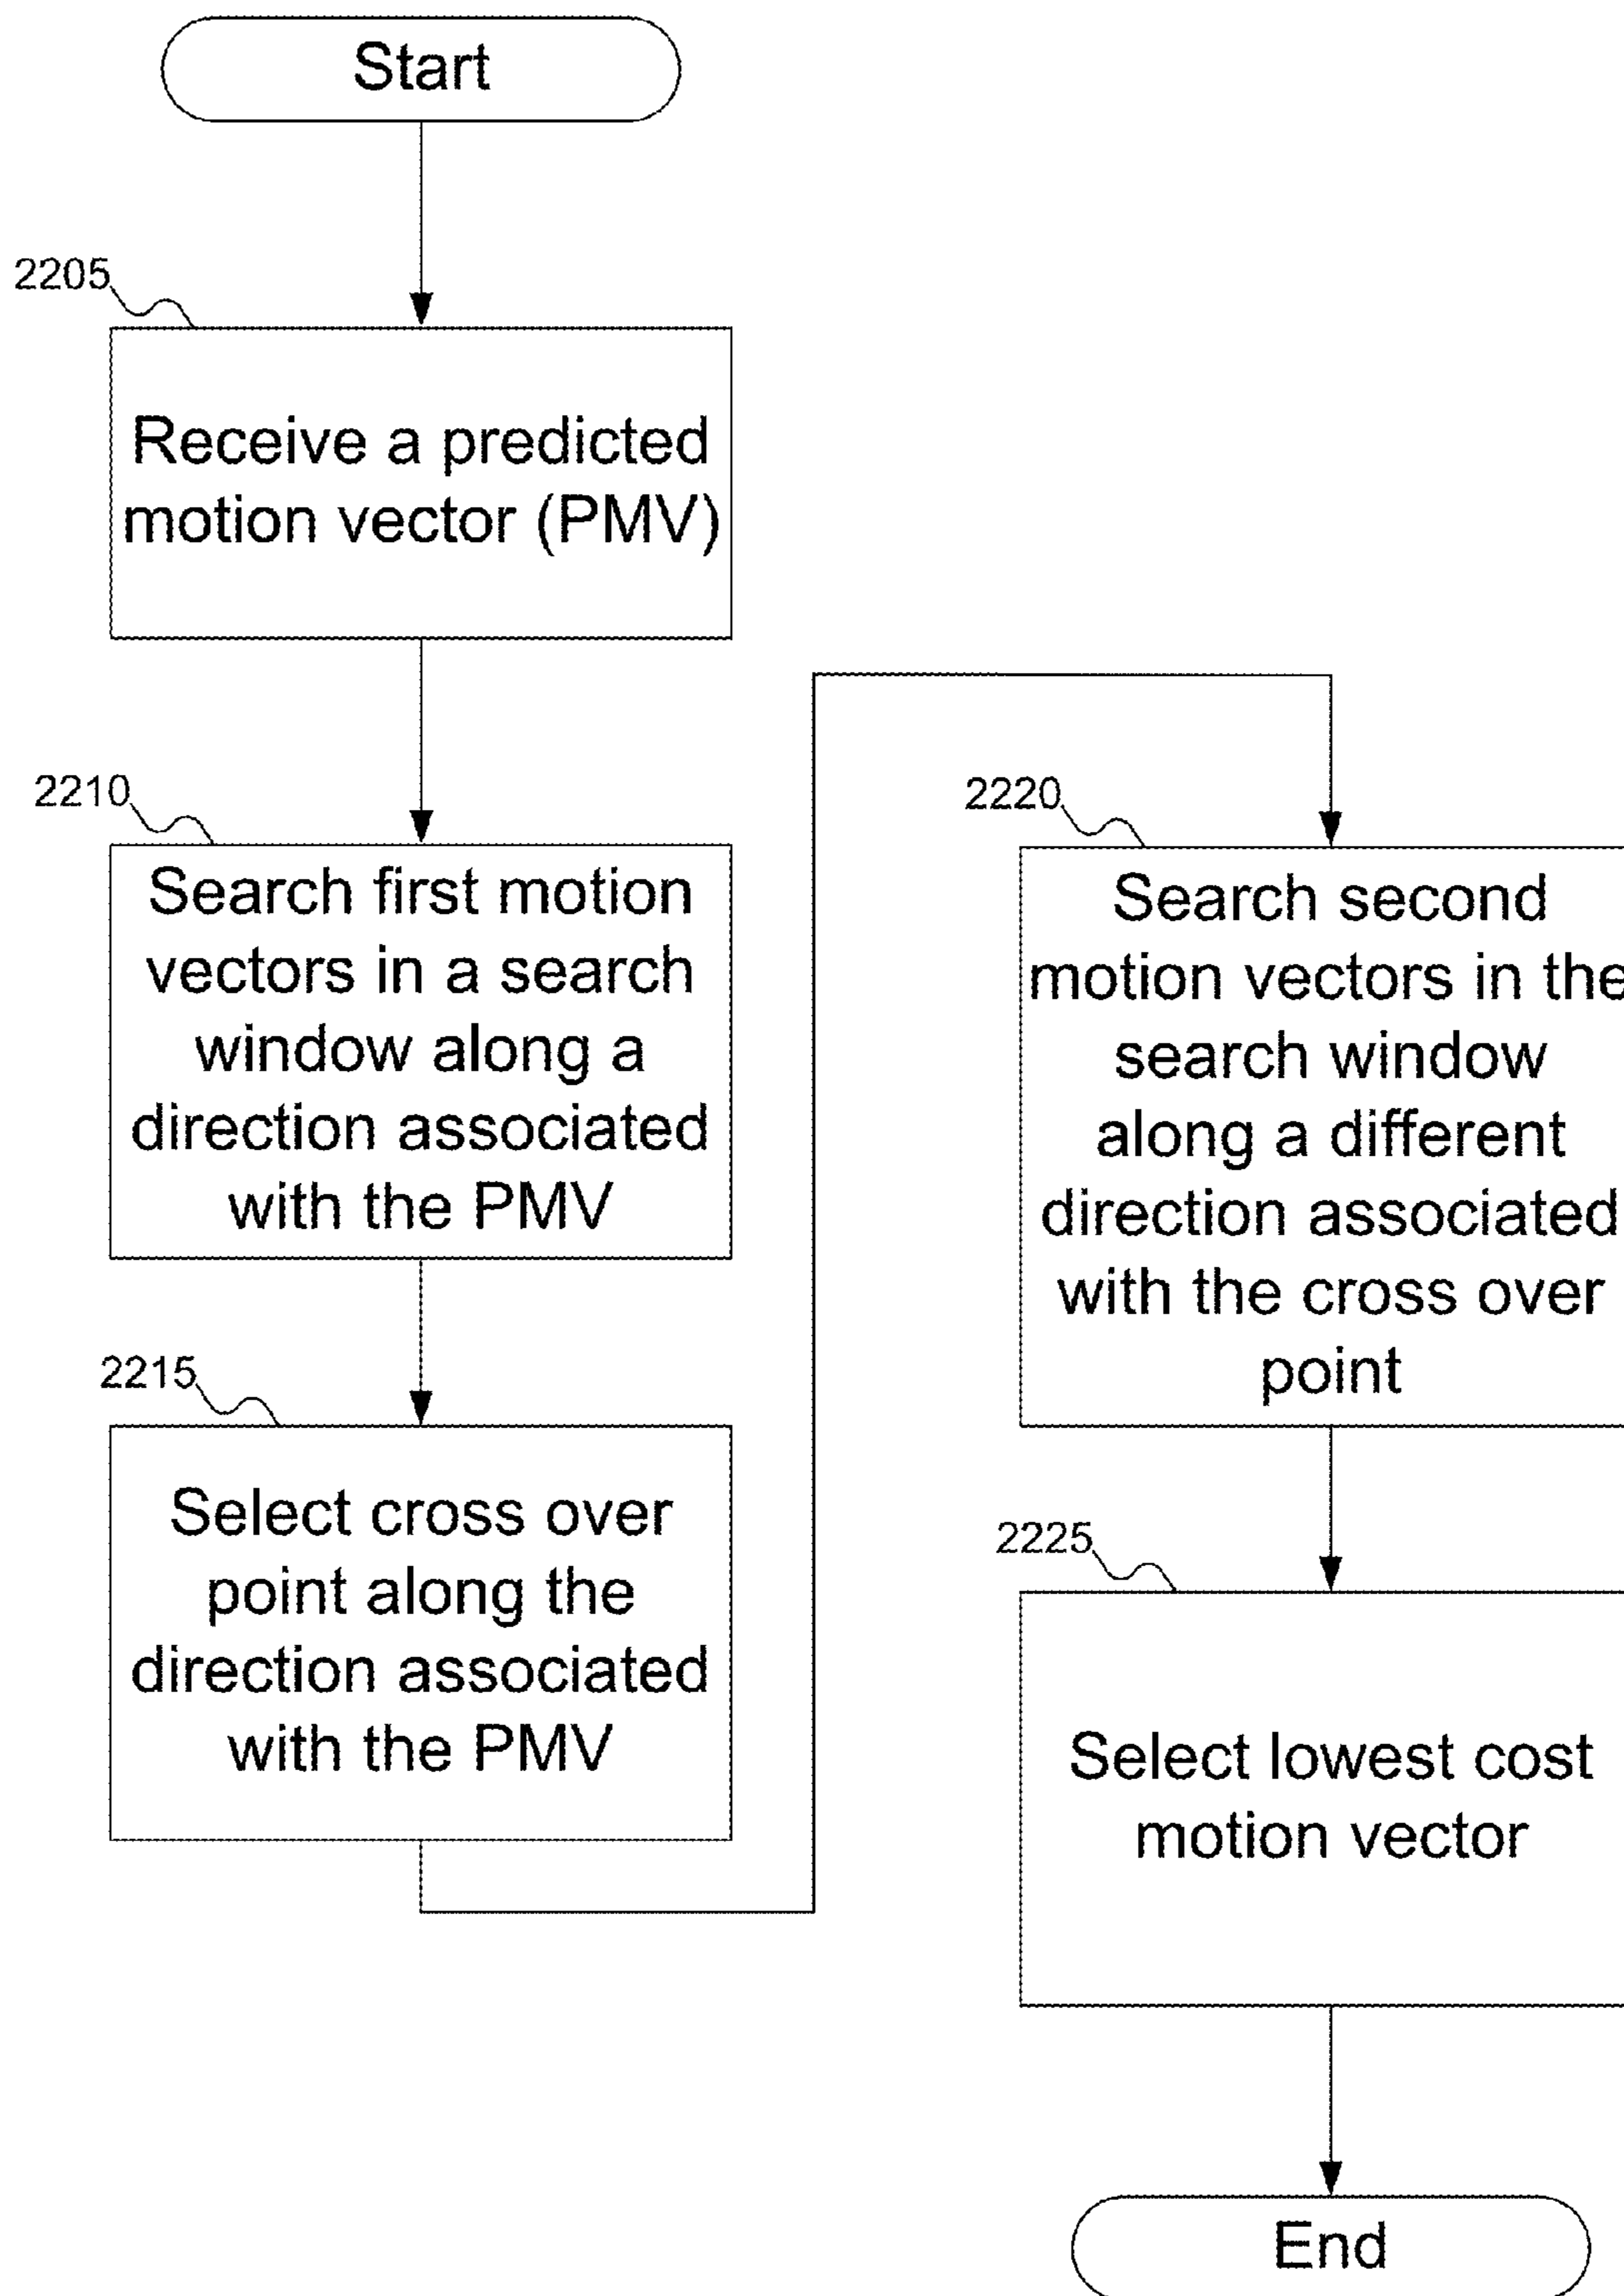 Start
2205
Receive a predicted
motion vector (PMV)
2210
Search first motion
vectors in a search
window along a
direction associated
with the PMV
2215
Select cross over
point along the
direction associated
with the PMV
2220
Search second
motion vectors in the
search window
along a different
direction associated
with the cross over
point
2225
Select lowest cost
motion vector
End